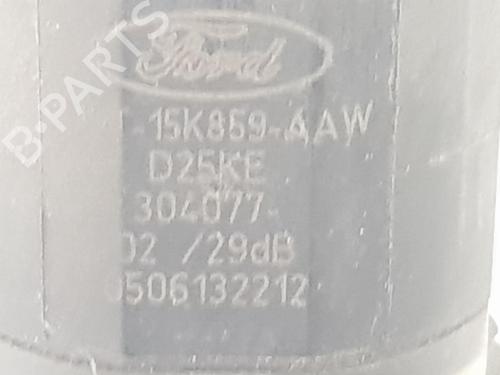 B-PARTS
Ford
-15K859-AAW
D25KE
304077-
02 /29dB
0506132212